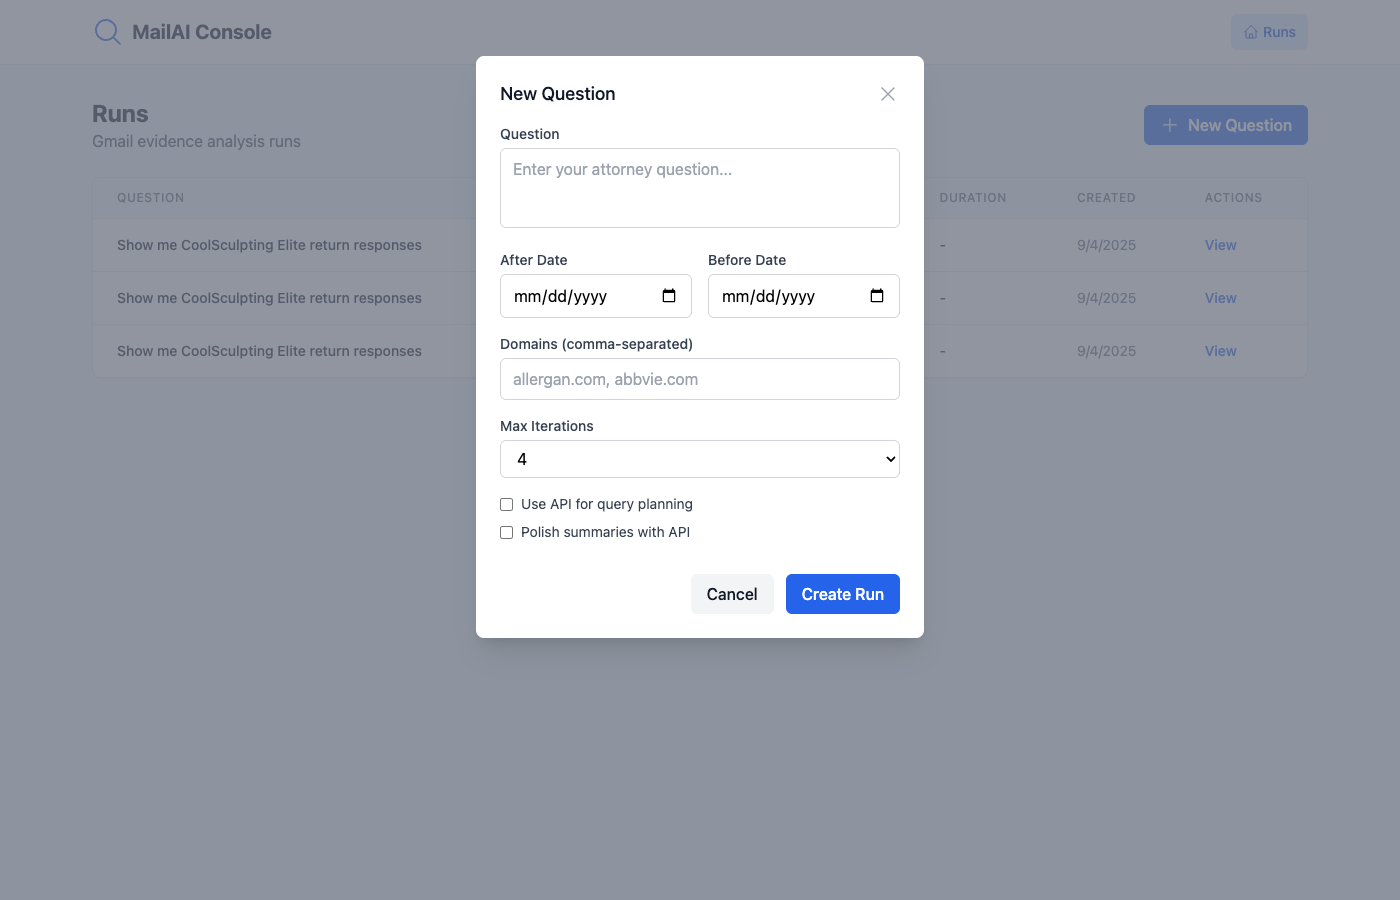 MailAI Console
Runs
Runs
Gmail evidence analysis runs
New Question
QUESTION
DURATION
CREATED
ACTIONS
Show me CoolSculpting Elite return responses
-
9/4/2025
View
Show me CoolSculpting Elite return responses
-
9/4/2025
View
Show me CoolSculpting Elite return responses
-
9/4/2025
View
New Question
Question
Enter your attorney question...
After Date
Before Date
mm/dd/yyyy
mm/dd/yyyy
Domains (comma-separated)
allergan.com, abbvie.com
Max Iterations
4
Use API for query planning
Polish summaries with API
Cancel
Create Run